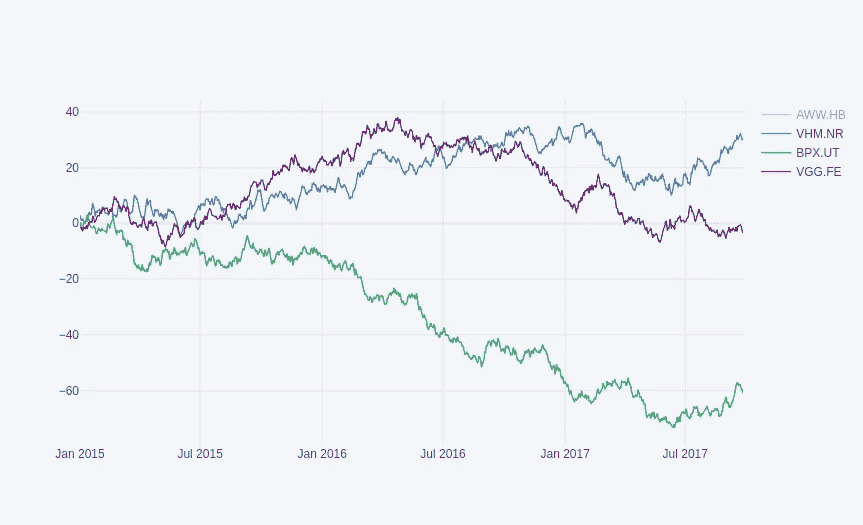 40
20
0
−20
−40
−60
Jan 2015
Jul 2015
Jan 2016
Jul 2016
Jan 2017
Jul 2017
AWW.HB
VHM.NR
BPX.UT
VGG.FE